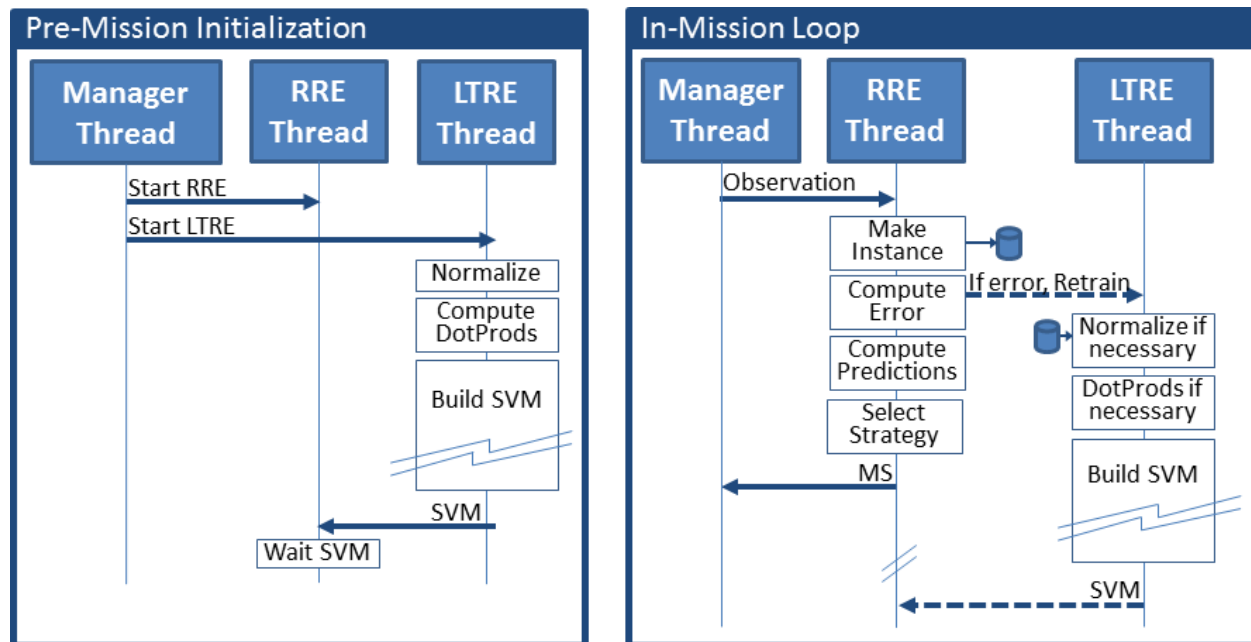 Pre-Mission Initialization
Manager
Thread
RRE
Thread
LTRE
Thread
Start RRE
Start LTRE
Normalize
Compute
DotProds
Build SVM
SVM
Wait SVM
In-Mission Loop
Manager
Thread
RRE
Thread
LTRE
Thread
Observation
Make
Instance
If error, Retrain
Compute
Error
Normalize if
necessary
Compute
Predictions
DotProds if
necessary
Select
Strategy
MS
Build SVM
SVM